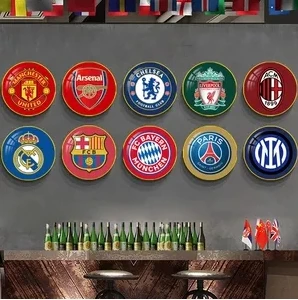 MANCHESTER
UNITED
Arsenal
CHELSEA
FOOTBALL CLUB
LIVERPOOL
ACM
1899
FCB
FC BAYERN
MÜNCHEN
PARIS